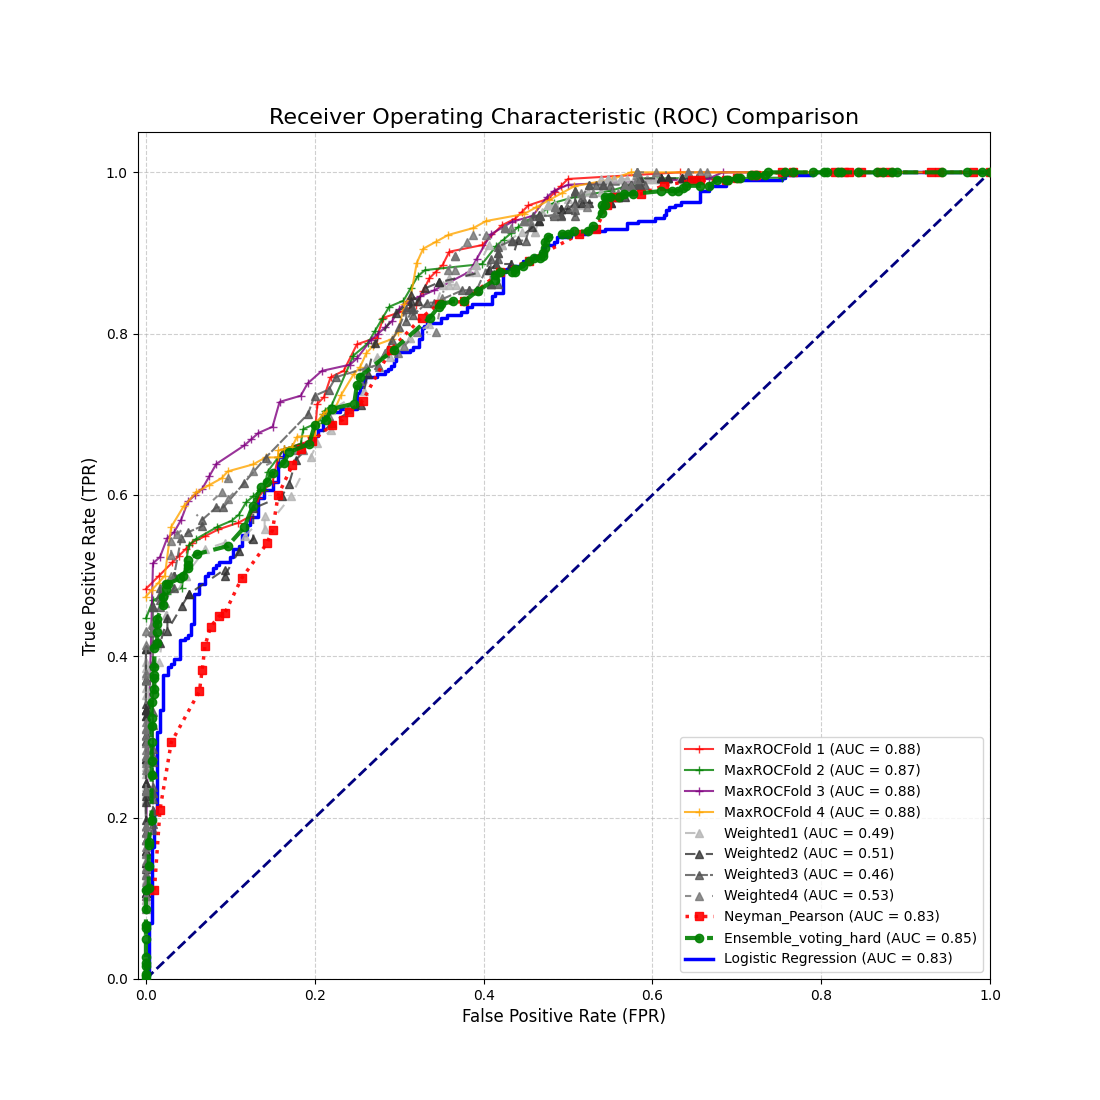 Receiver Operating Characteristic (ROC) Comparison
True Positive Rate (TPR)
1.0
0.8
0.6
0.4
0.2
0.0
MaxROCFold 1 (AUC = 0.88)
MaxROCFold 2 (AUC = 0.87)
MaxROCFold 3 (AUC = 0.88)
MaxROCFold 4 (AUC = 0.88)
Weighted1 (AUC = 0.49)
Weighted2 (AUC = 0.51)
Weighted3 (AUC = 0.46)
Weighted4 (AUC = 0.53)
Neyman_Pearson (AUC = 0.83)
Ensemble_voting_hard (AUC = 0.85)
Logistic Regression (AUC = 0.83)
0.0 0.2 0.4 0.6 0.8 1.0
False Positive Rate (FPR)